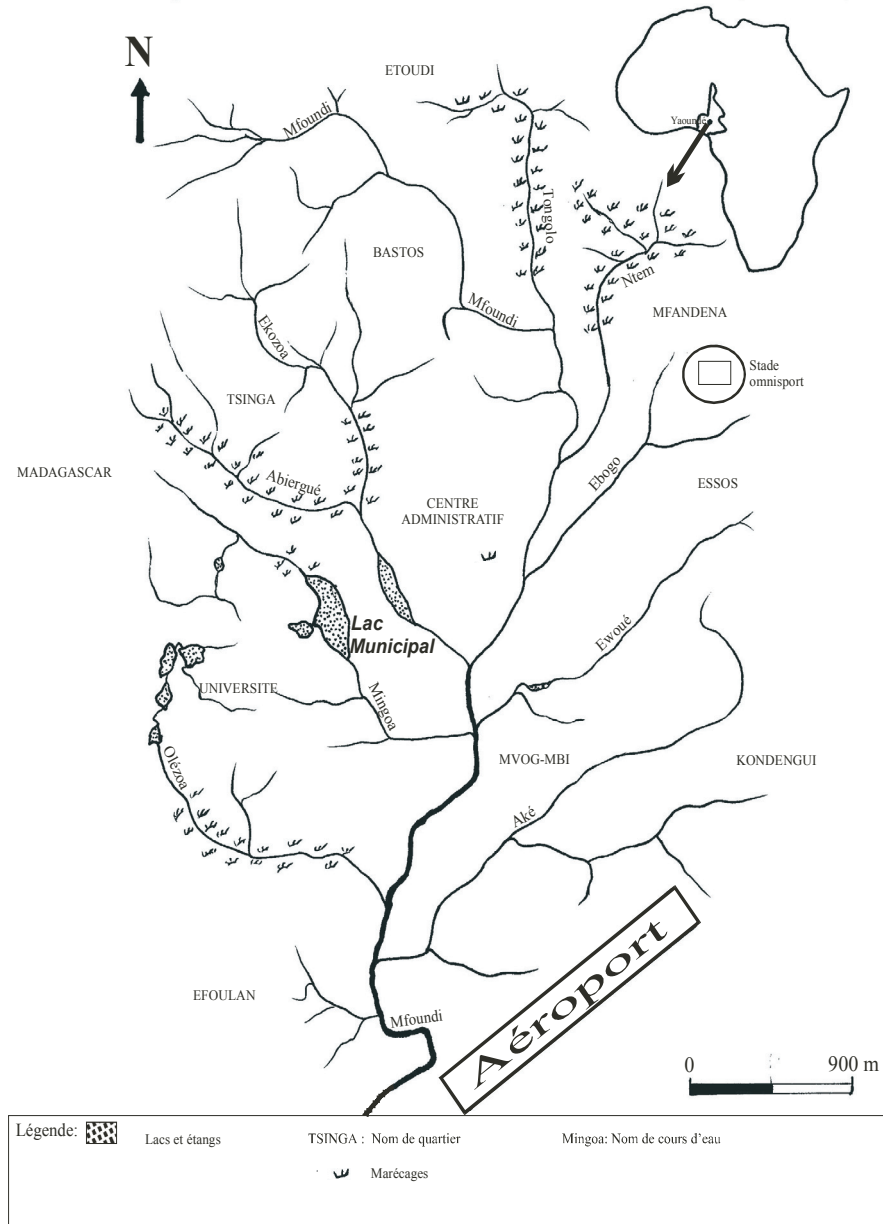 N
ETOUDI
Mfoundi
Yaoundé
Tongolo
BASTOS
Ntem
Mfoundi
MFANDENA
Ekozoa
Stade
omnisport
TSINGA
MADAGASCAR
Abiergué
Ebogo
ESSOS
CENTRE
ADMINISTRATIF
Lac
Municipal
Ewoué
UNIVERSITE
Mingoa
Olézoa
MVOG-MBI
KONDENGUI
Aké
Aéroport
EFOULAN
Mfoundi
0 900 m
Légende: Lacs et étangs TSINGA : Nom de quartier Mingoa: Nom de cours d'eau
Marécages